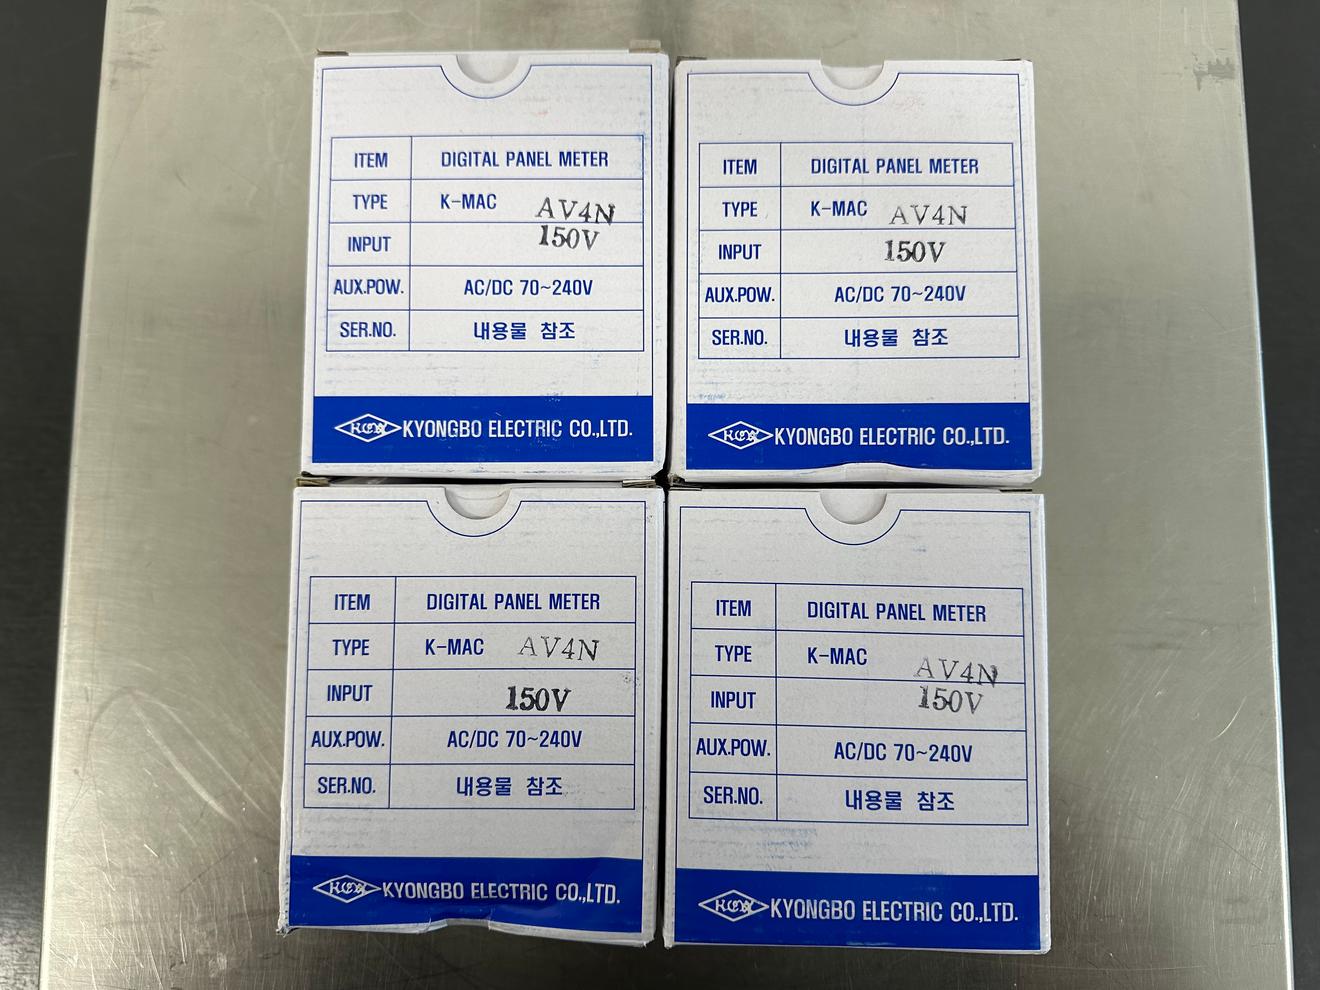 ITEM DIGITAL PANEL METER
TYPE K-MAC AV4N
INPUT 150V
AUX.POW. AC/DC 70~240V
SER.NO. 내용물 참조
KYONGBO ELECTRIC CO.,LTD.
ITEM DIGITAL PANEL METER
TYPE K-MAC AV4N
INPUT 150V
AUX.POW. AC/DC 70~240V
SER.NO. 내용물 참조
KYONGBO ELECTRIC CO.,LTD.
ITEM DIGITAL PANEL METER
TYPE K-MAC AV4N
INPUT 150V
AUX.POW. AC/DC 70~240V
SER.NO. 내용물 참조
KYONGBO ELECTRIC CO.,LTD.
ITEM DIGITAL PANEL METER
TYPE K-MAC AV4N
INPUT 150V
AUX.POW. AC/DC 70~240V
SER.NO. 내용물 참조
KYONGBO ELECTRIC CO.,LTD.